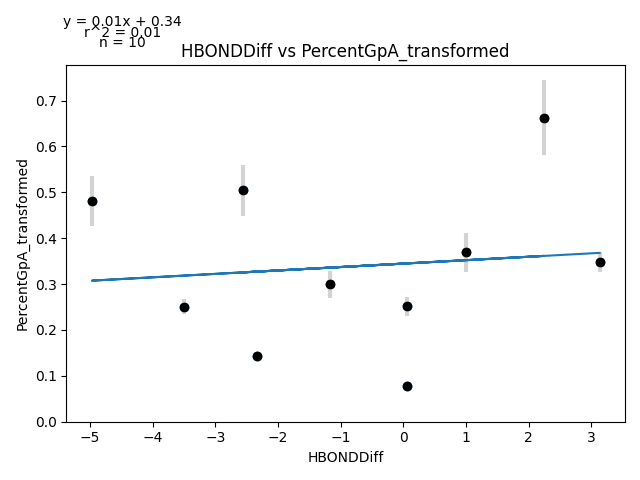 y = 0.01x + 0.34
r^2 = 0.01
n = 10
HBONDDiff vs PercentGpA_transformed
PercentGpA_transformed
0.7
0.6
0.5
0.4
0.3
0.2
0.1
0.0
−5
−4
−3
−2
−1
0
1
2
3
HBONDDiff